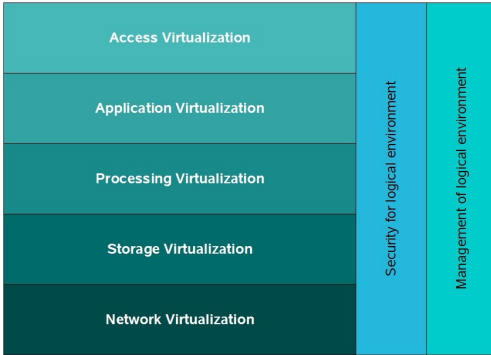 Access Virtualization
Application Virtualization
Processing Virtualization
Storage Virtualization
Network Virtualization
Security for logical environment
Management of logical environment